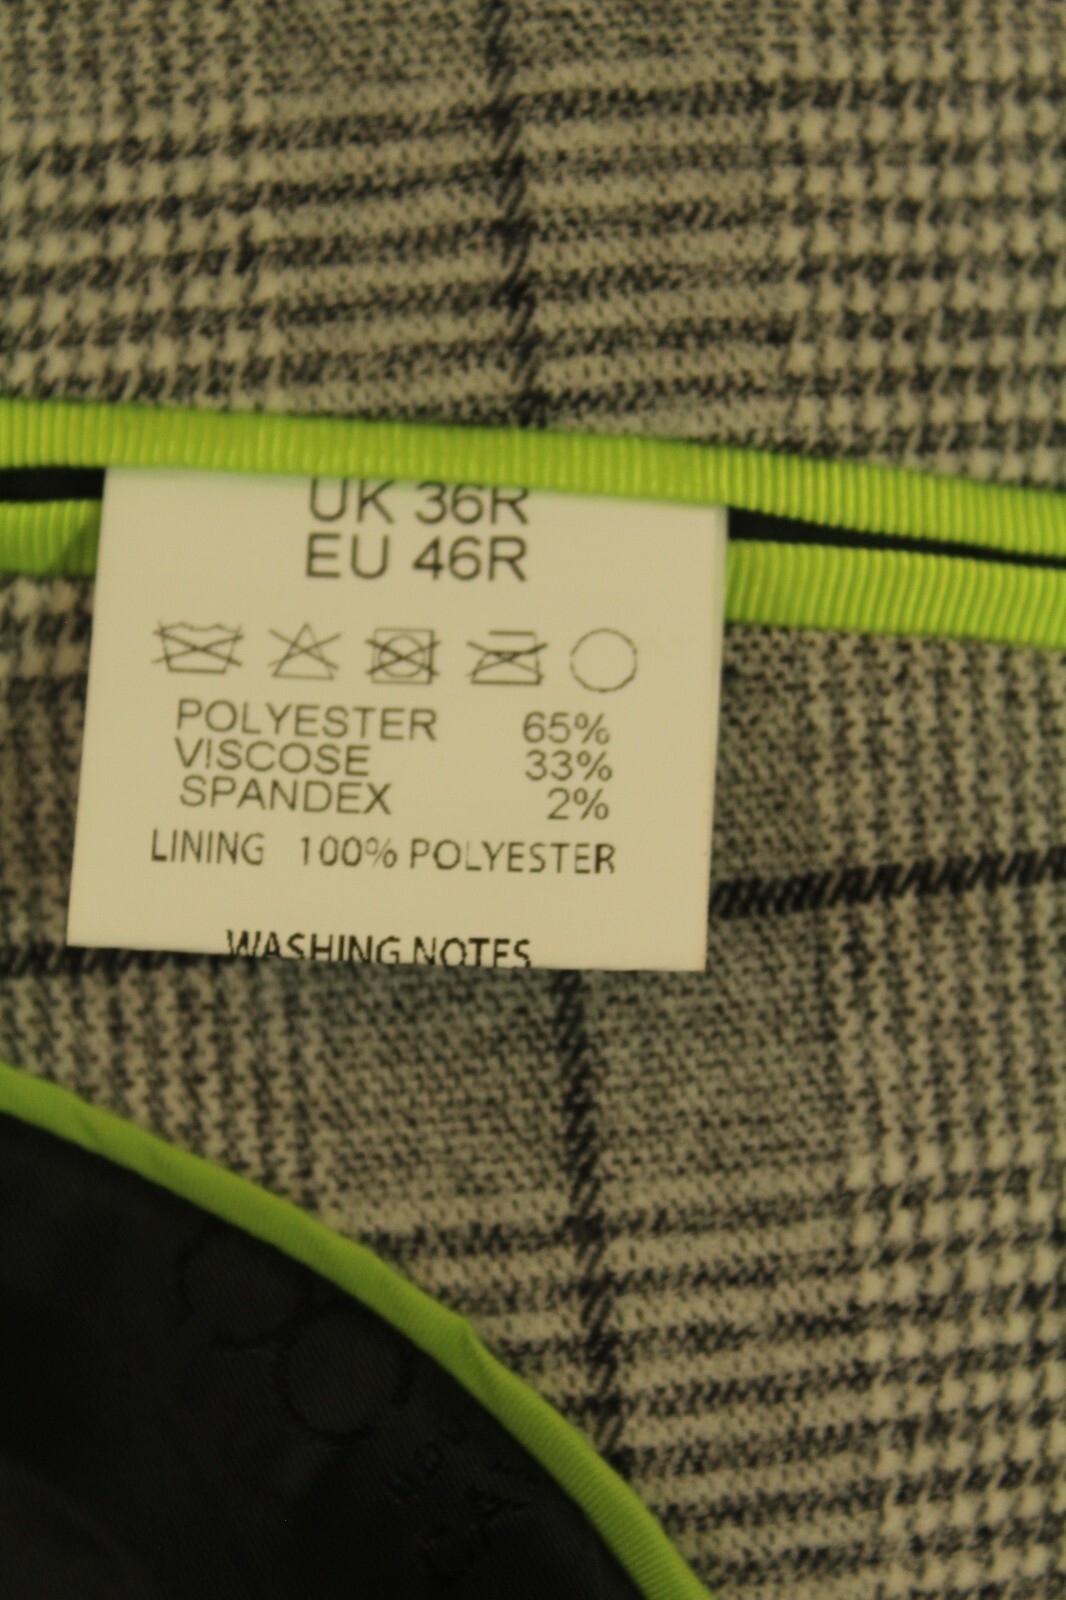 UK 36R
EU 46R
POLYESTER 65%
VISCOSE 33%
SPANDEX 2%
LINING 100% POLYESTER
WASHING NOTES